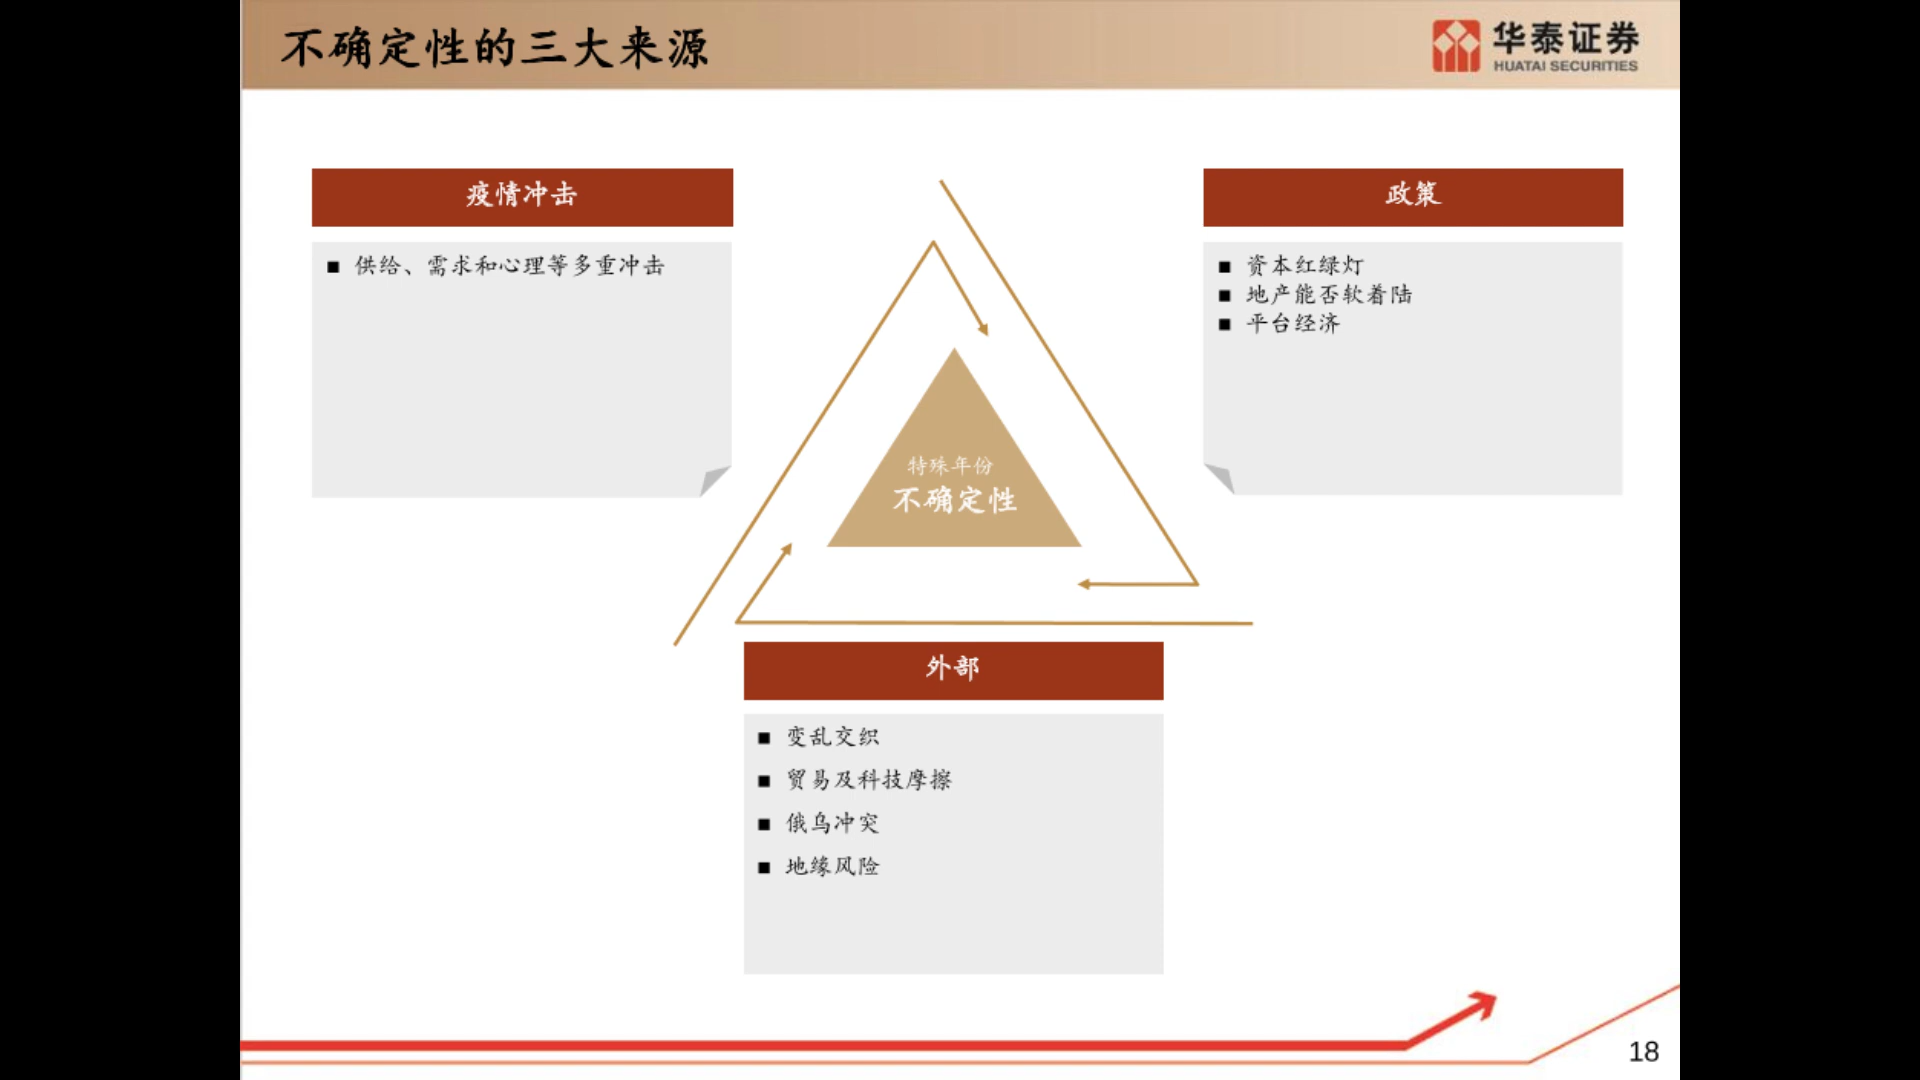 不确定性的三大来源
华泰证券
HUATAI SECURITIES
疫情冲击
■ 供给、需求和心理等多重冲击
政策
■ 资本红绿灯
■ 地产能否软着陆
■ 平台经济
特殊年份
不确定性
外部
■ 变乱交织
■ 贸易及科技摩擦
■ 俄乌冲突
■ 地缘风险
18